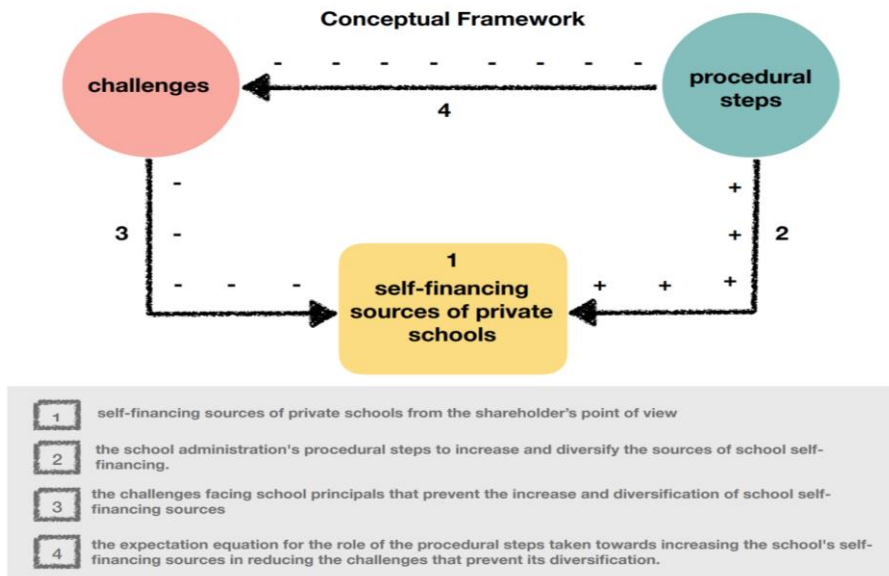 Conceptual Framework
- - - - - - - -
challenges
procedural
steps
4
-
+
3
-
+
2
1
- - -
+ + +
self-financing
sources of private
schools
1
self-financing sources of private schools from the shareholder's point of view
2
the school administration's procedural steps to increase and diversify the sources of school self-
financing.
3
the challenges facing school principals that prevent the increase and diversification of school self-
financing sources
4
the expectation equation for the role of the procedural steps taken towards increasing the school's self-
financing sources in reducing the challenges that prevent its diversification.